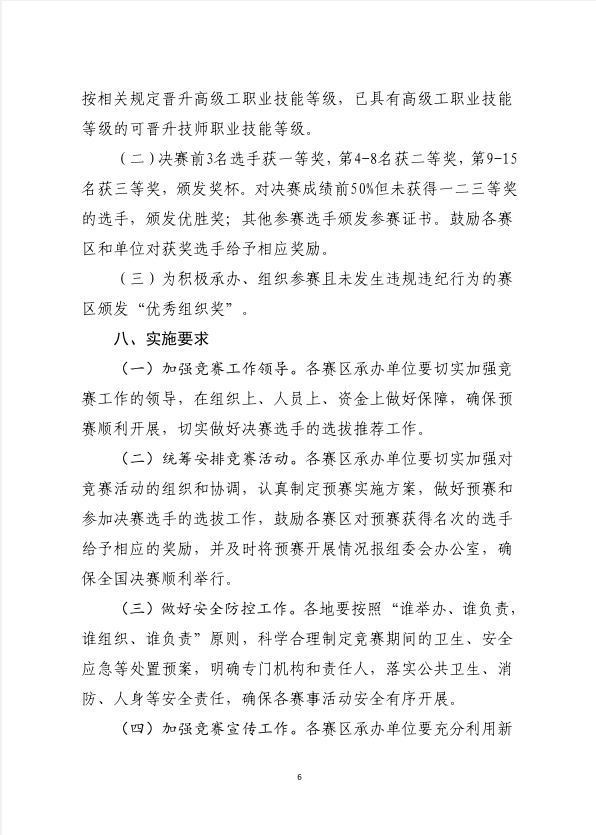 按相关规定晋升高级工职业技能等级，已具有高级工职业技能
等级的可晋升技师职业技能等级。
（二）决赛前3名选手获一等奖，第4-8名获二等奖，第9-15
名获三等奖，颁发奖杯。对决赛成绩前50%但未获得一二三等奖
的选手，颁发优胜奖；其他参赛选手颁发参赛证书。鼓励各赛
区和单位对获奖选手给予相应奖励。
（三）为积极承办、组织参赛且未发生违规违纪行为的赛
区颁发“优秀组织奖”。
八、实施要求
（一）加强竞赛工作领导。各赛区承办单位要切实加强竞
赛工作的领导，在组织上、人员上、资金上做好保障，确保预
赛顺利开展，切实做好决赛选手的选拔推荐工作。
（二）统筹安排竞赛活动。各赛区承办单位要切实加强对
竞赛活动的组织和协调，认真制定预赛实施方案，做好预赛和
参加决赛选手的选拔工作，鼓励各赛区对预赛获得名次的选手
给予相应的奖励，并及时将预赛开展情况报组委会办公室，确
保全国决赛顺利举行。
（三）做好安全防控工作。各地要按照“谁举办、谁负责，
谁组织、谁负责”原则，科学合理制定竞赛期间的卫生、安全
应急等处置预案，明确专门机构和责任人，落实公共卫生、消
防、人身等安全责任，确保各赛事活动安全有序开展。
（四）加强竞赛宣传工作。各赛区承办单位要充分利用新
6